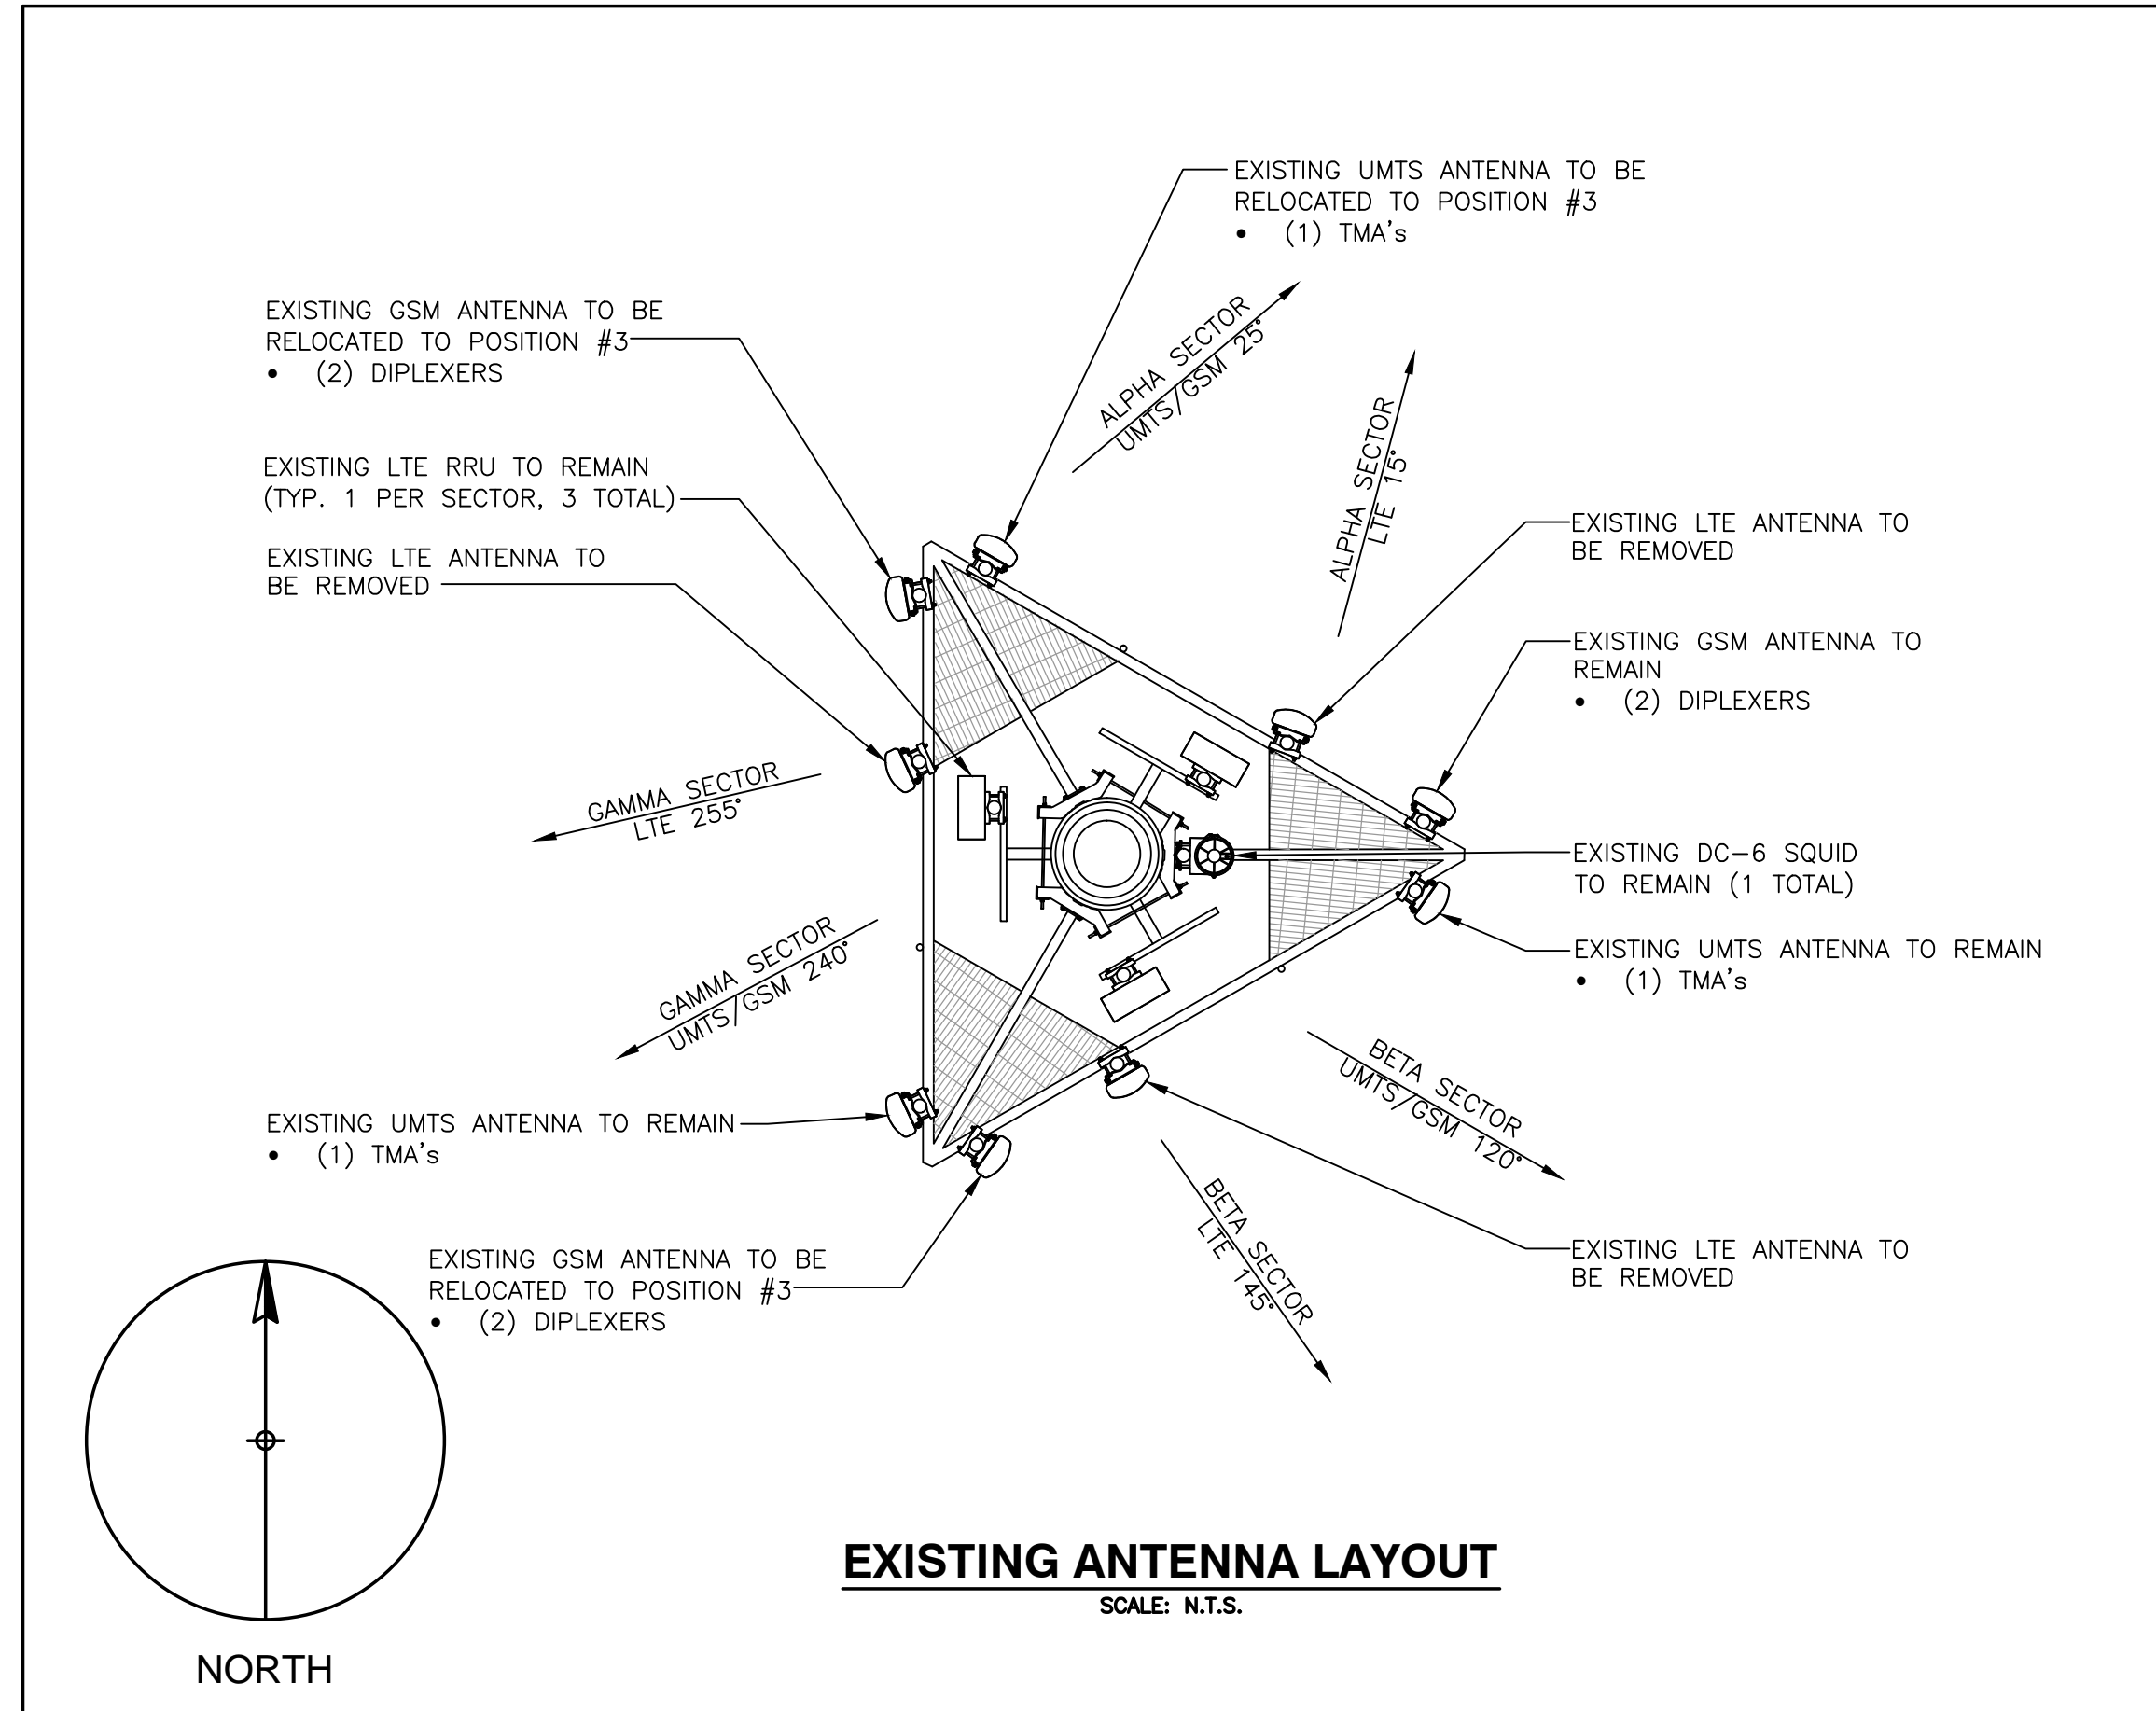 EXISTING UMTS ANTENNA TO BE
RELOCATED TO POSITION #3
• (1) TMA's
EXISTING GSM ANTENNA TO BE
RELOCATED TO POSITION #3
• (2) DIPLEXERS
ALPHA SECTOR
UMTS/GSM 25°
ALPHA SECTOR
LTE 15°
EXISTING LTE RRU TO REMAIN
(TYP. 1 PER SECTOR, 3 TOTAL)
EXISTING LTE ANTENNA TO
BE REMOVED
EXISTING LTE ANTENNA TO
BE REMOVED
EXISTING GSM ANTENNA TO
REMAIN
• (2) DIPLEXERS
GAMMA SECTOR
LTE 255°
EXISTING DC-6 SQUID
TO REMAIN (1 TOTAL)
GAMMA SECTOR
UMTS/GSM 240°
EXISTING UMTS ANTENNA TO REMAIN
• (1) TMA's
BETA SECTOR
UMTS/GSM 120°
EXISTING UMTS ANTENNA TO REMAIN
• (1) TMA's
BETA SECTOR
LTE 145°
EXISTING LTE ANTENNA TO
BE REMOVED
EXISTING GSM ANTENNA TO BE
RELOCATED TO POSITION #3
• (2) DIPLEXERS
EXISTING ANTENNA LAYOUT
SCALE: N.T.S.
NORTH